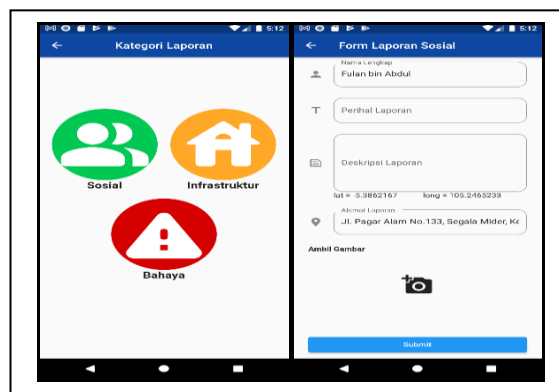 5:12
Kategori Laporan
Sosial
Infrastruktur
Bahaya
5:12
Form Laporan Sosial
Nama Lengkap
Fulan bin Abdul
Perihal Laporan
Deskripsi Laporan
lat = 5.3862167 long = 105.2465233
Alamat Laporan
Jl. Pagar Alam No.133, Segala Mider, Ke
Ambil Gambar
Submit